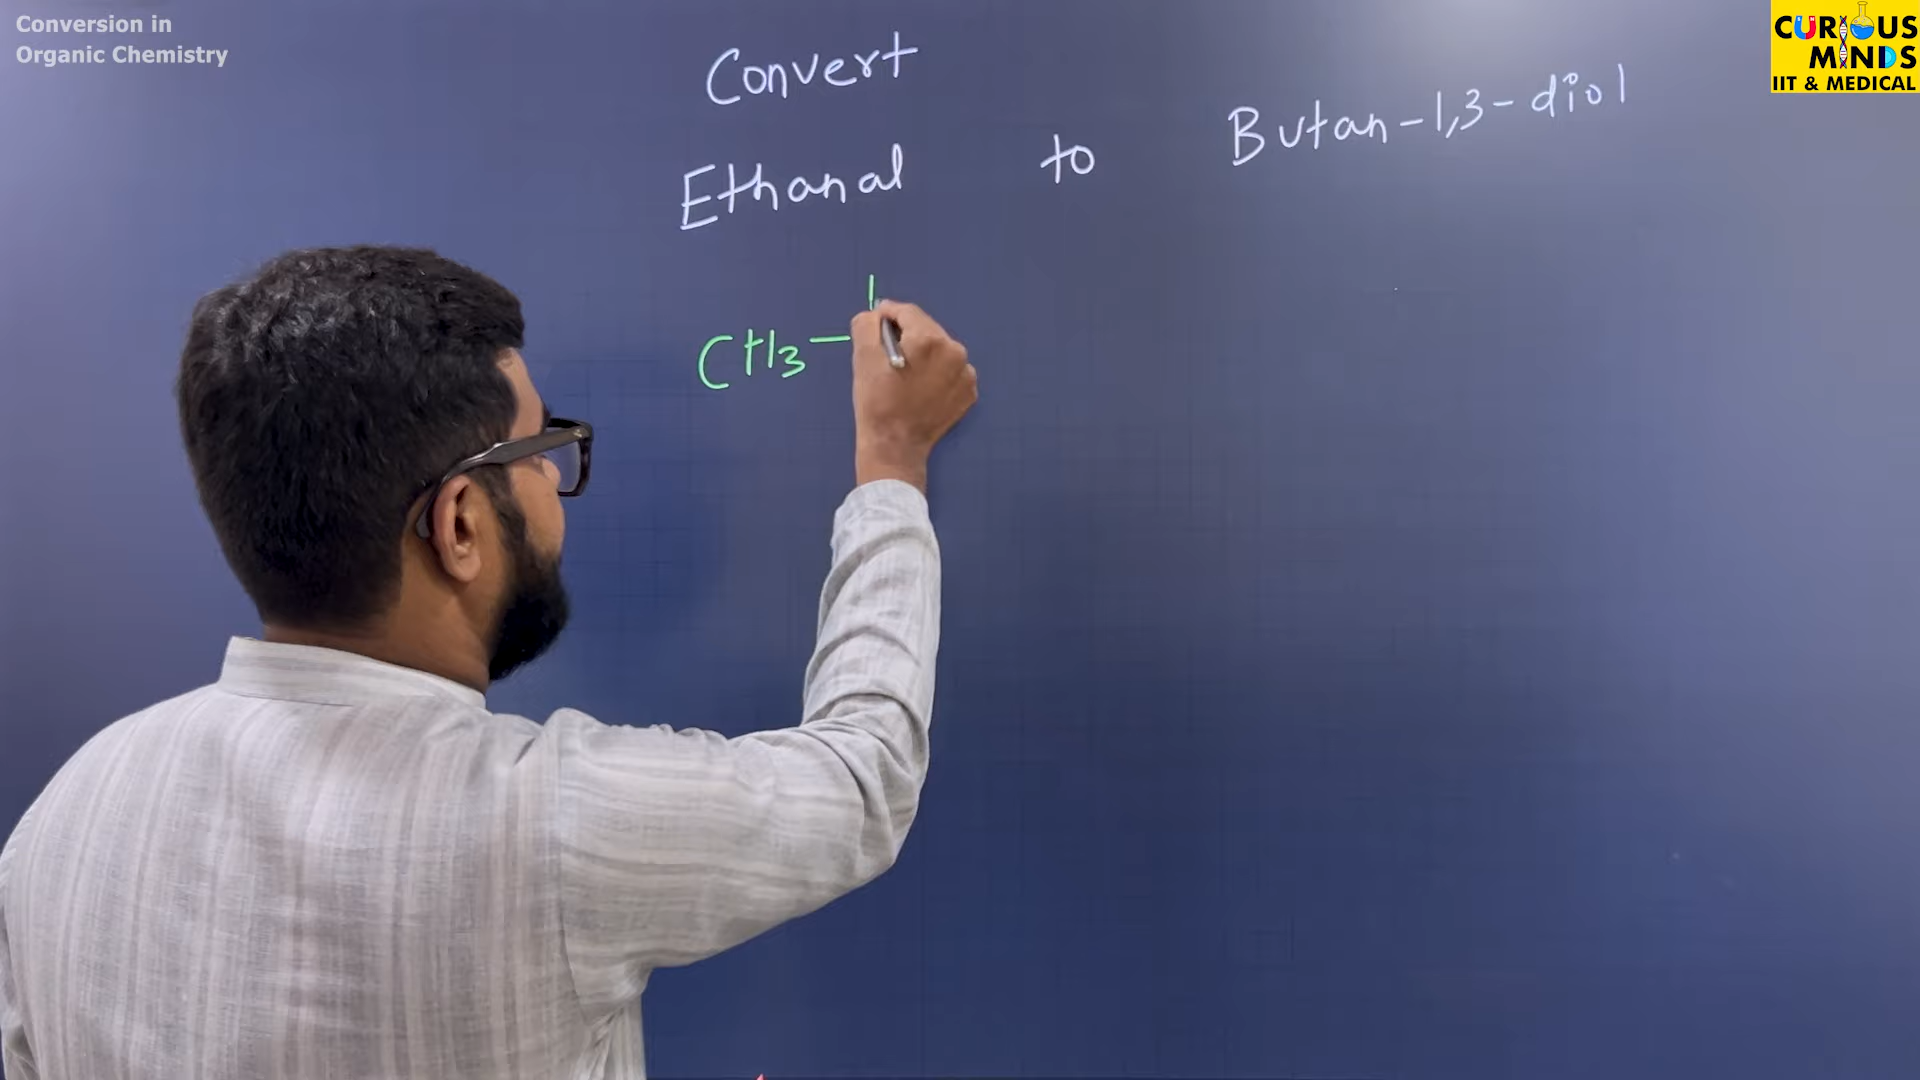 Conversion in
Organic Chemistry
CURIOUS
MINDS
IIT & MEDICAL
Convert
Ethanal to Butan-1,3-diol
CH3-